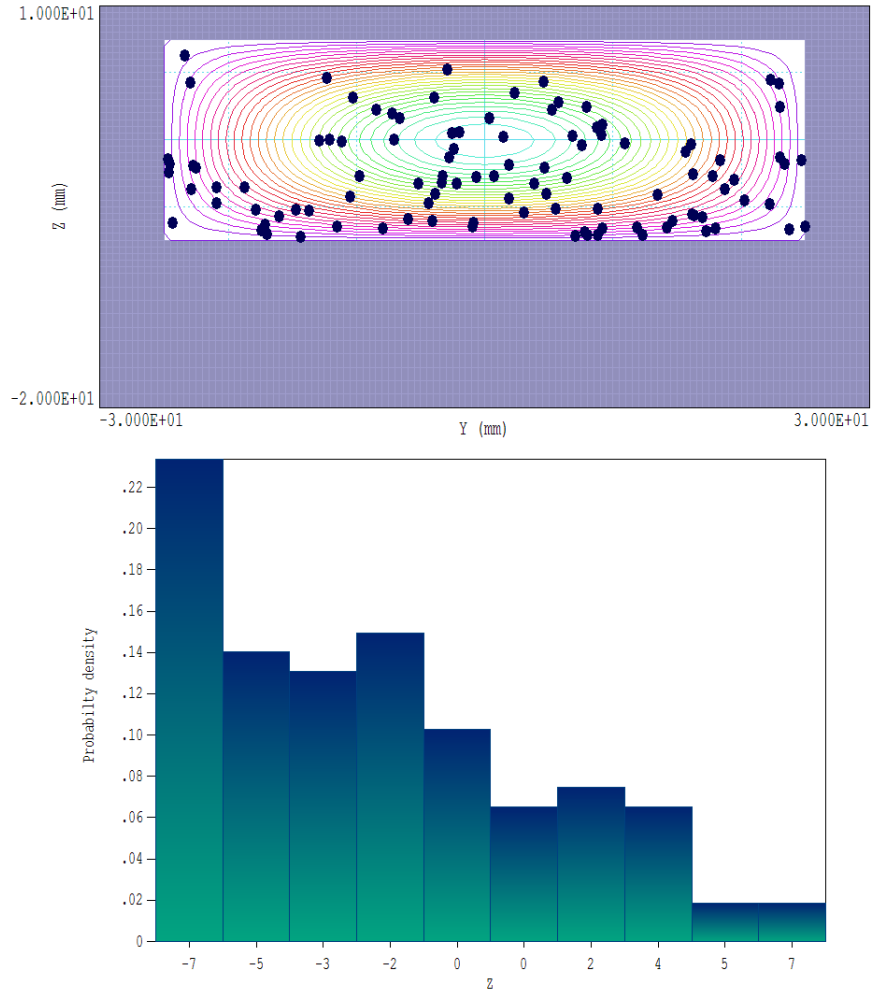 1.000E+01
Z (mm)
-2.000E+01
-3.000E+01
3.000E+01
Y (mm)
.22
.20
.18
.16
.14
.12
.10
.08
.06
.04
.02
0
Probabilty density
-7 -5 -3 -2 0 0 2 4 5 7
Z